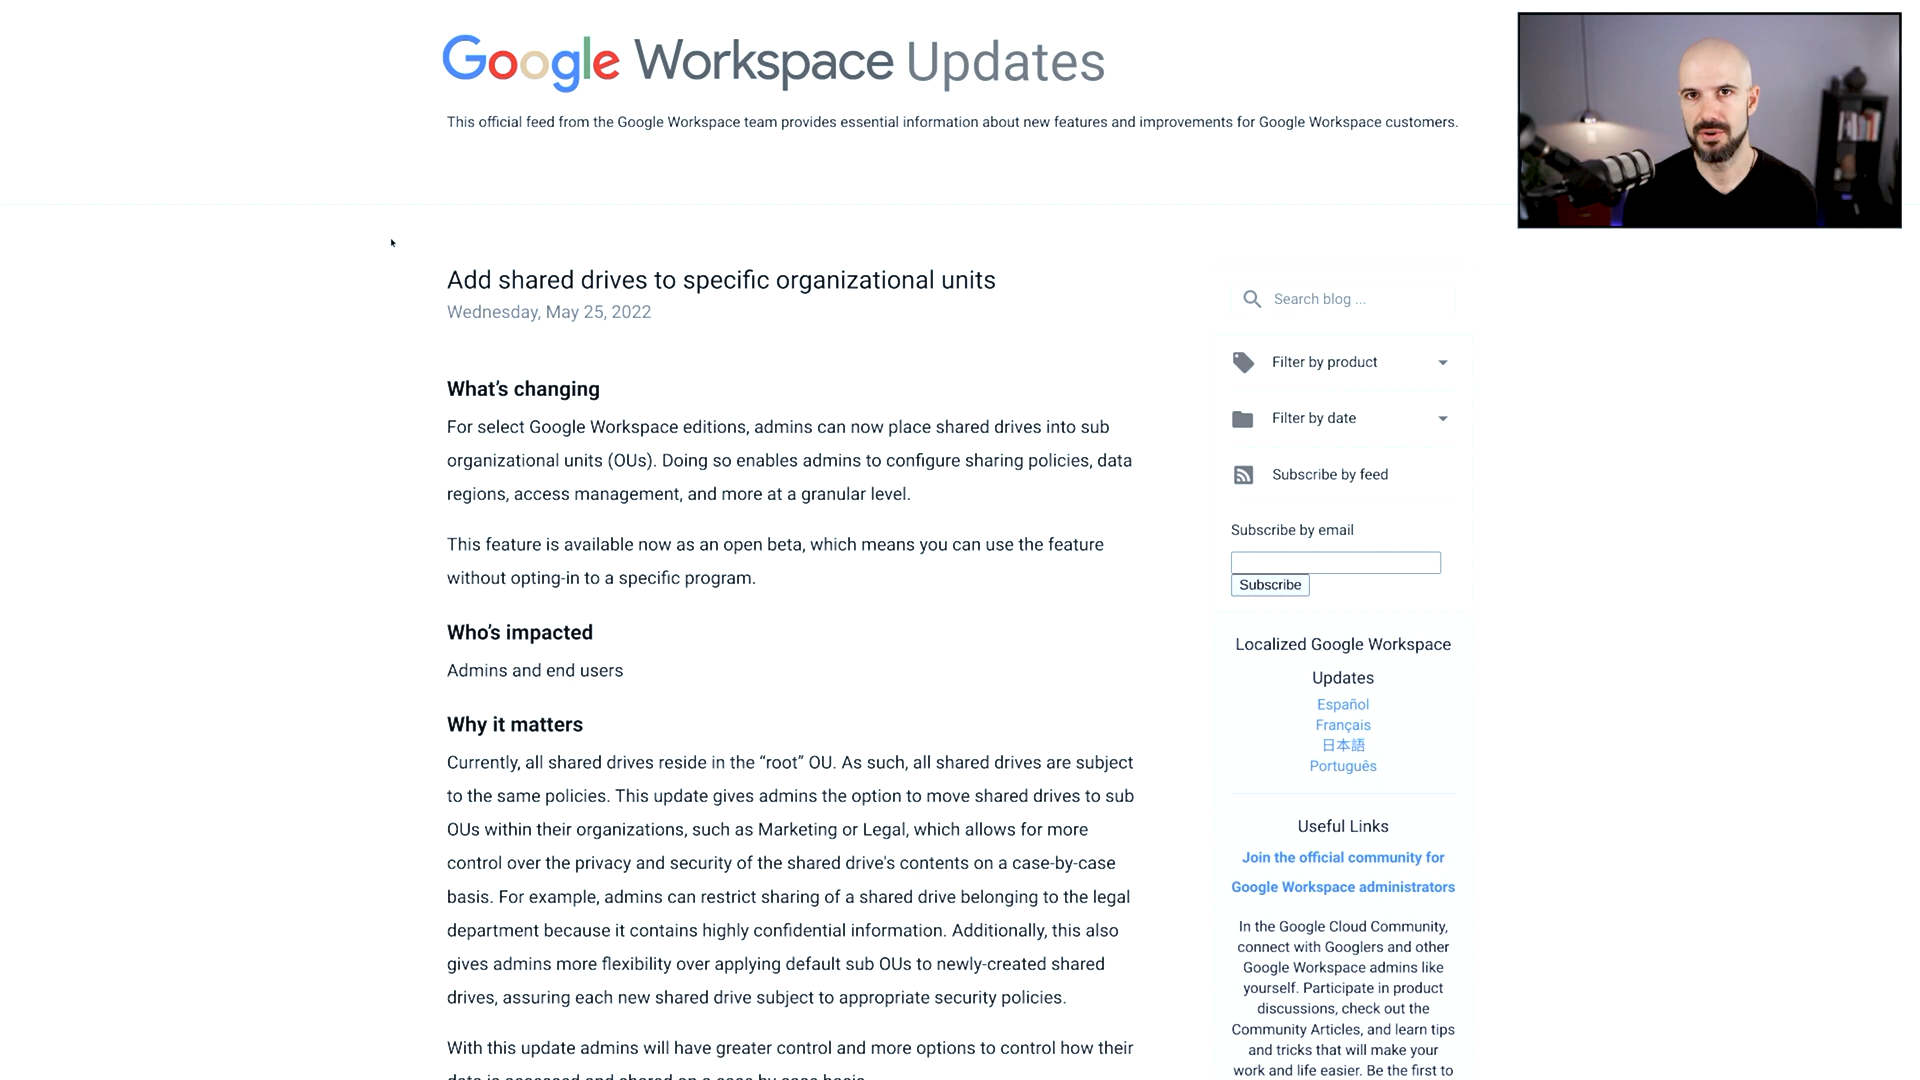 Google Workspace Updates
This official feed from the Google Workspace team provides essential information about new features and improvements for Google Workspace customers.
Add shared drives to specific organizational units
Wednesday, May 25, 2022
What's changing
For select Google Workspace editions, admins can now place shared drives into sub
organizational units (OUs). Doing so enables admins to configure sharing policies, data
regions, access management, and more at a granular level.
This feature is available now as an open beta, which means you can use the feature
without opting-in to a specific program.
Who's impacted
Admins and end users
Why it matters
Currently, all shared drives reside in the “root” OU. As such, all shared drives are subject
to the same policies. This update gives admins the option to move shared drives to sub
OUs within their organizations, such as Marketing or Legal, which allows for more
control over the privacy and security of the shared drive's contents on a case-by-case
basis. For example, admins can restrict sharing of a shared drive belonging to the legal
department because it contains highly confidential information. Additionally, this also
gives admins more flexibility over applying default sub OUs to newly-created shared
drives, assuring each new shared drive subject to appropriate security policies.
With this update admins will have greater control and more options to control how their
Search blog ...
Filter by product
Filter by date
Subscribe by feed
Subscribe by email
Subscribe
Localized Google Workspace
Updates
Español
Français
日本語
Português
Useful Links
Join the official community for
Google Workspace administrators
In the Google Cloud Community,
connect with Googlers and other
Google Workspace admins like
yourself. Participate in product
discussions, check out the
Community Articles, and learn tips
and tricks that will make your
work and life easier. Be the first to